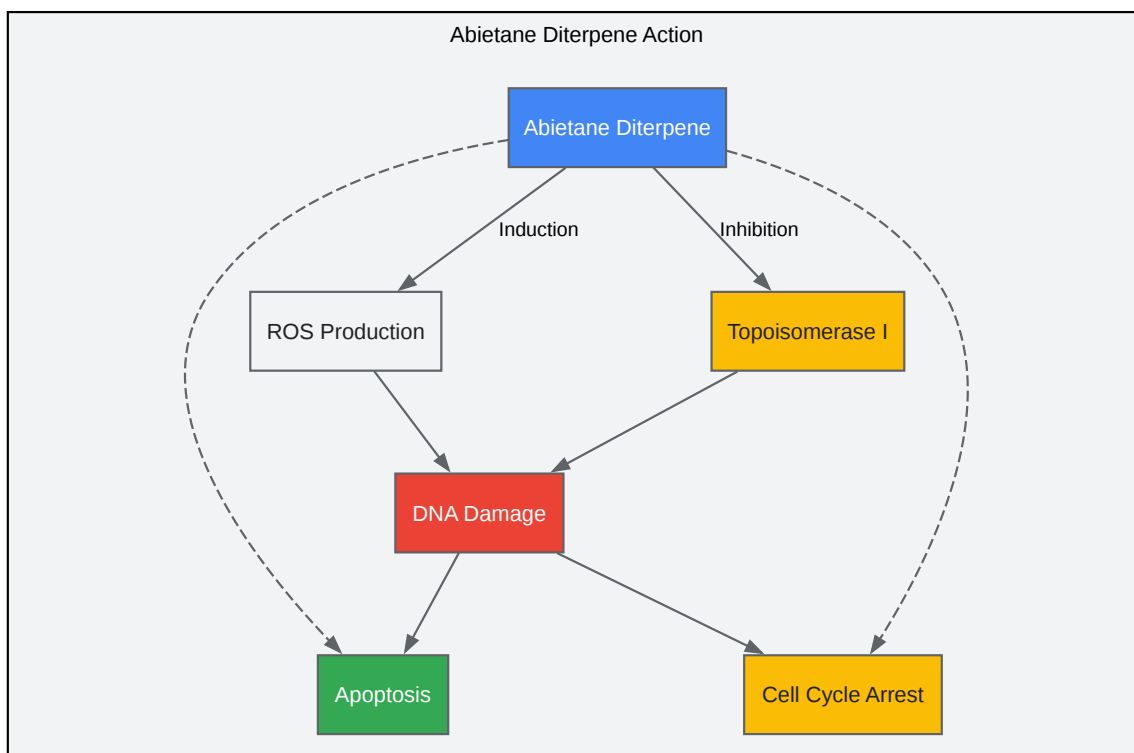 Abietane Diterpene Action
Abietane Diterpene
Induction
Inhibition
ROS Production
Topoisomerase I
DNA Damage
Apoptosis
Cell Cycle Arrest